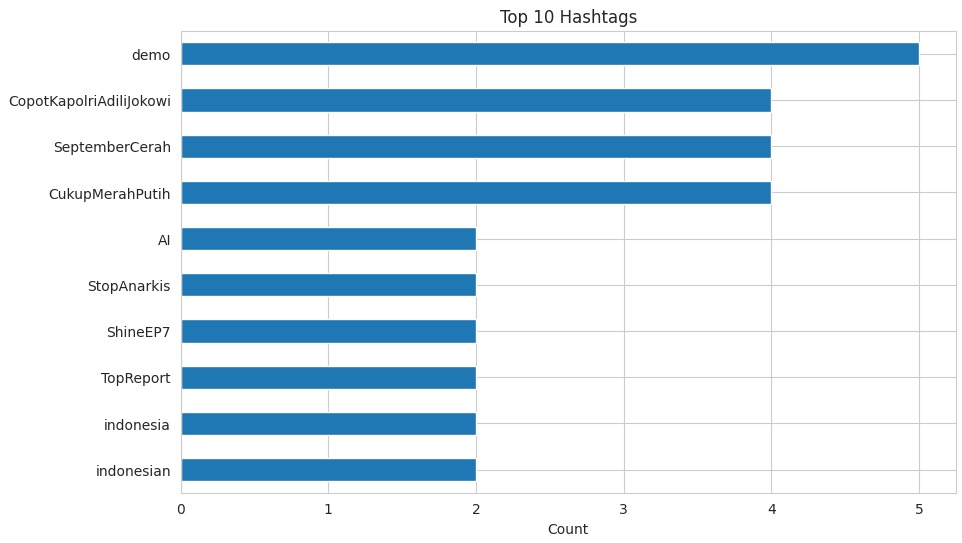 Top 10 Hashtags
demo
CopotKapolriAdiliJokowi
SeptemberCerah
CukupMerahPutih
AI
StopAnarkis
ShineEP7
TopReport
indonesia
indonesian
0 1 2 3 4 5
Count